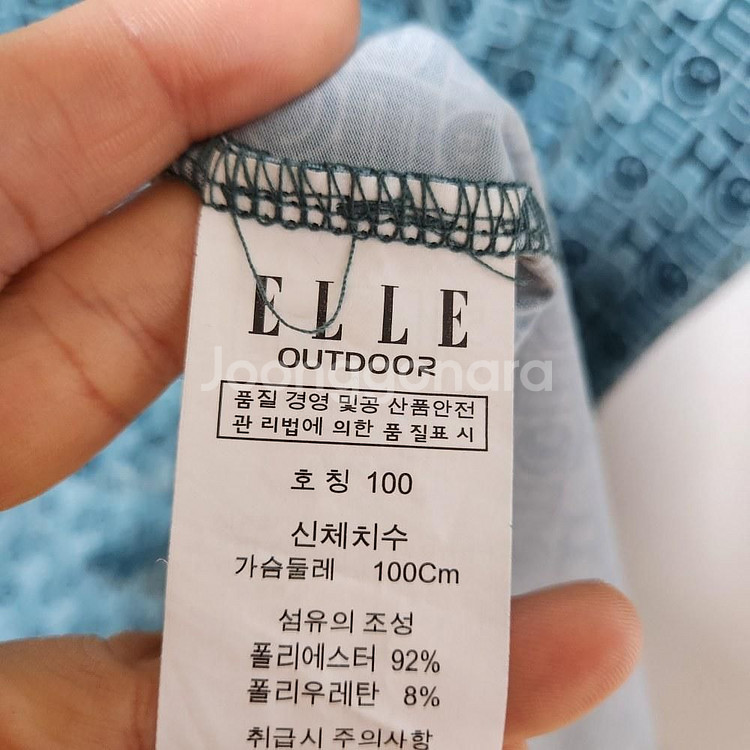 ELLE
OUTDOOR
Joonggonara
품질 경영 및공 산품안전
관 리법에 의한 품 질표 시
호 칭 100
신체치수
가슴둘레 100Cm
섬유의 조성
폴리에스터 92%
폴리우레탄 8%
취급시 주의사항